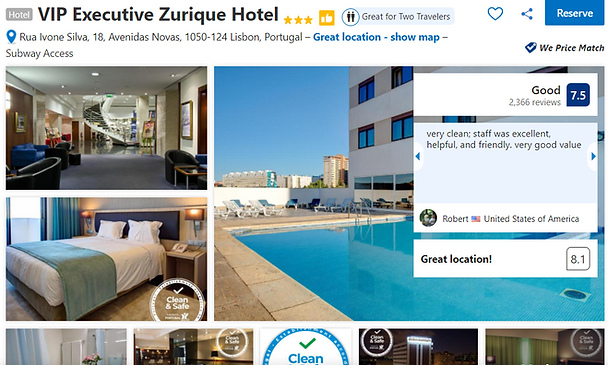 Hotel VIP Executive Zurique Hotel Great for Two Travelers Reserve
Rua Ivone Silva, 18, Avenidas Novas, 1050-124 Lisbon, Portugal – Great location - show map –
Subway Access
We Price Match
Good 7.5
2,366 reviews
very clean; staff was excellent,
helpful, and friendly. very good value
Robert United States of America
Great location! 8.1
Clean
& Safe
Clean
& Safe
Clean
Clean
& Safe
Clean
& Safe